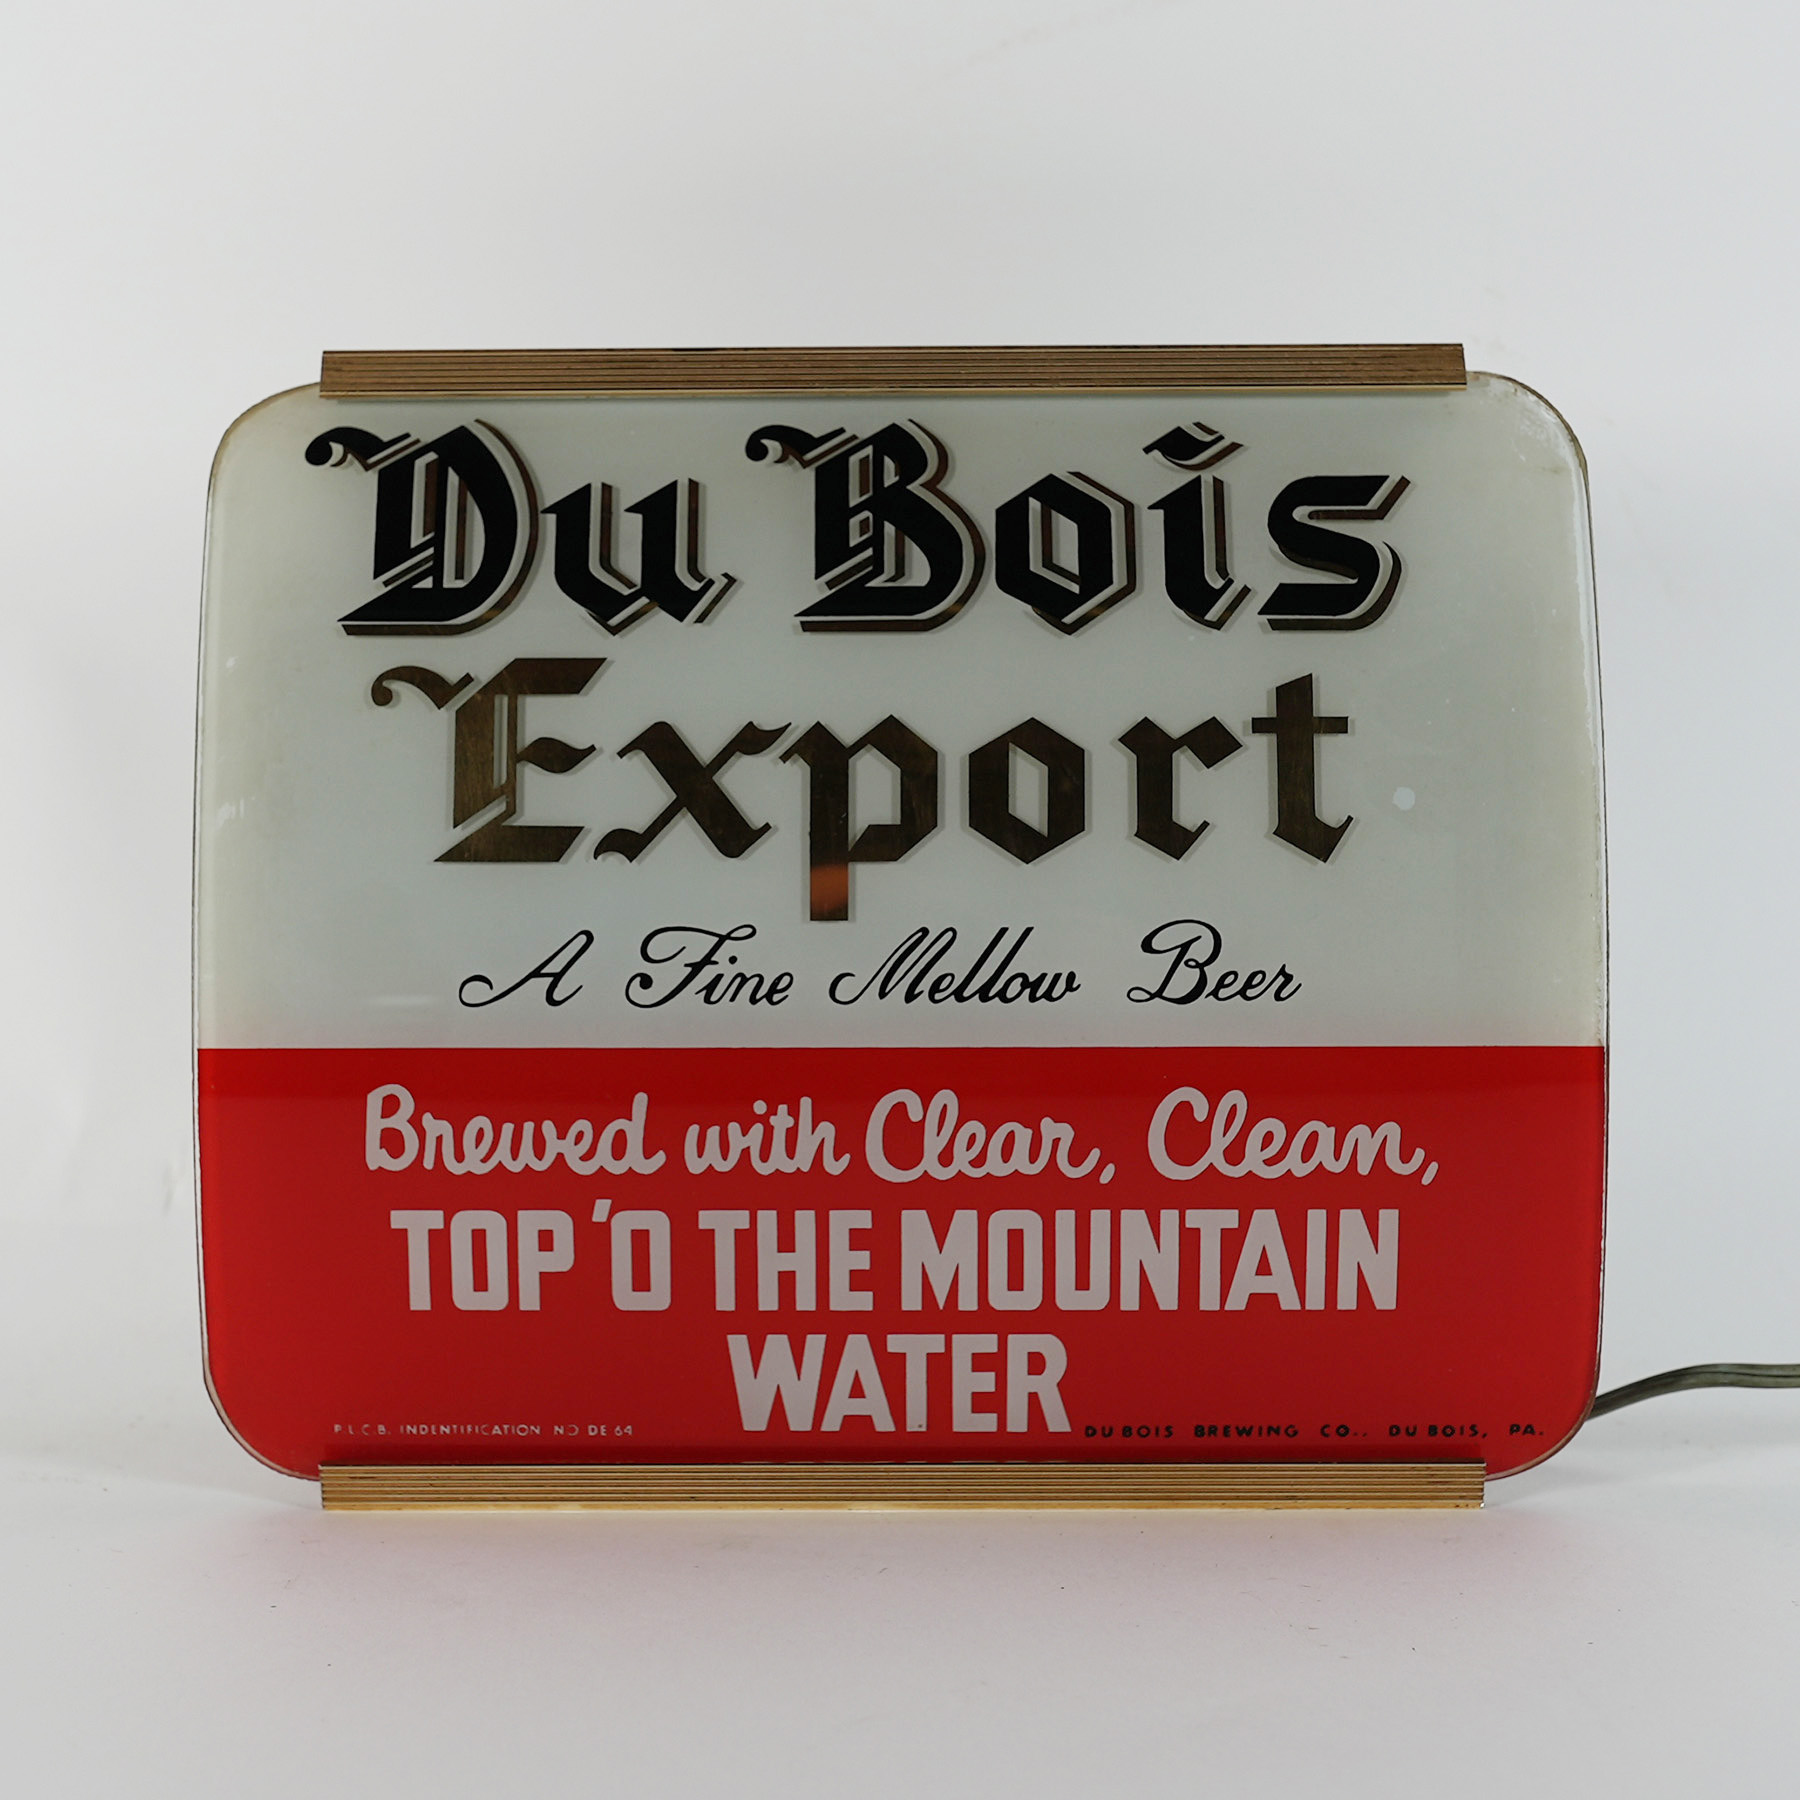 Du Bois
Export
A Fine Mellow Beer
Brewed with Clear, Clean,
TOP 'O THE MOUNTAIN
WATER
P.L.C.B. INDENTIFICATION NO DE 64
DU BOIS BREWING CO., DU BOIS, PA.